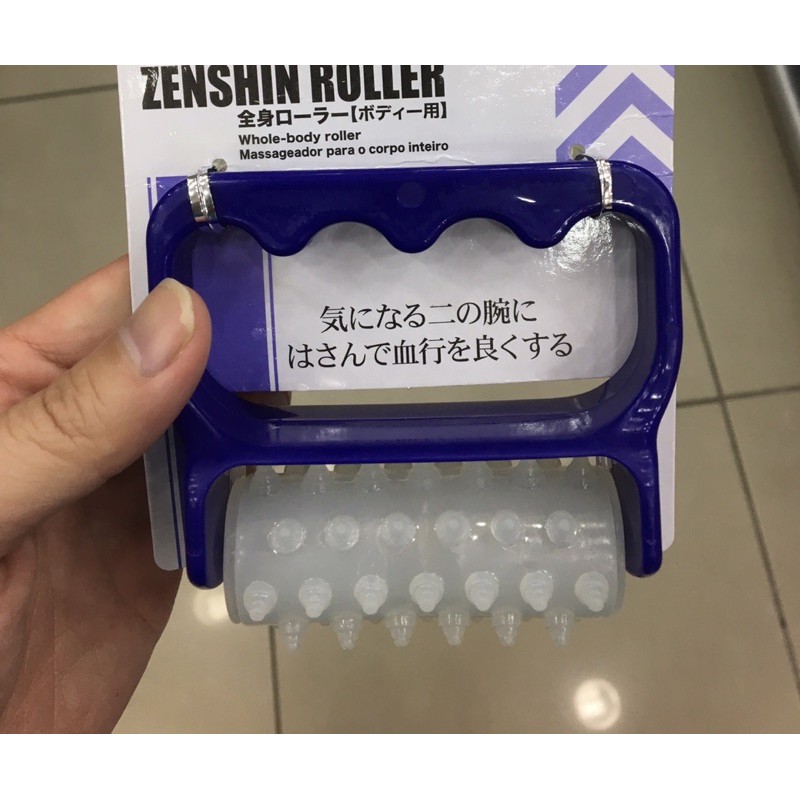 ZENSHIN ROLLER
全身ローラー【ボディー用】
Whole-body roller
Massageador para o corpo inteiro
気になる二の腕に
はさんで血行を良くする